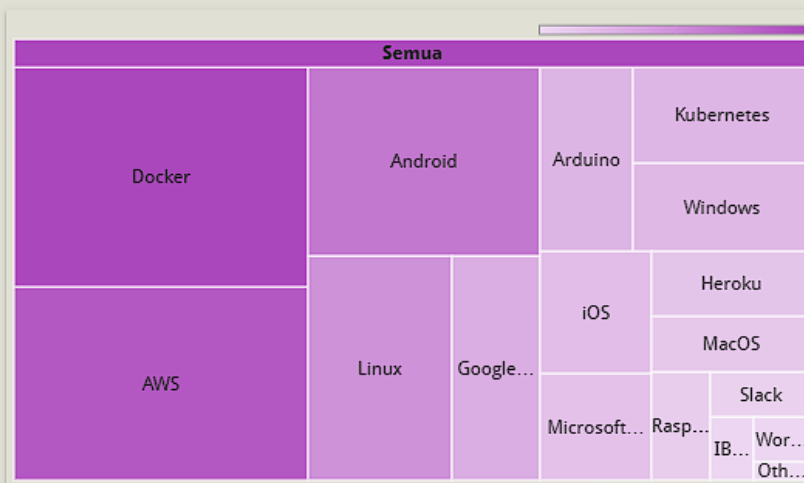 Semua
Docker
Android
Arduino
Kubernetes
Windows
AWS
Linux
Google...
iOS
Heroku
MacOS
Microsoft...
Rasp...
Slack
IB...
Wor...
Oth...